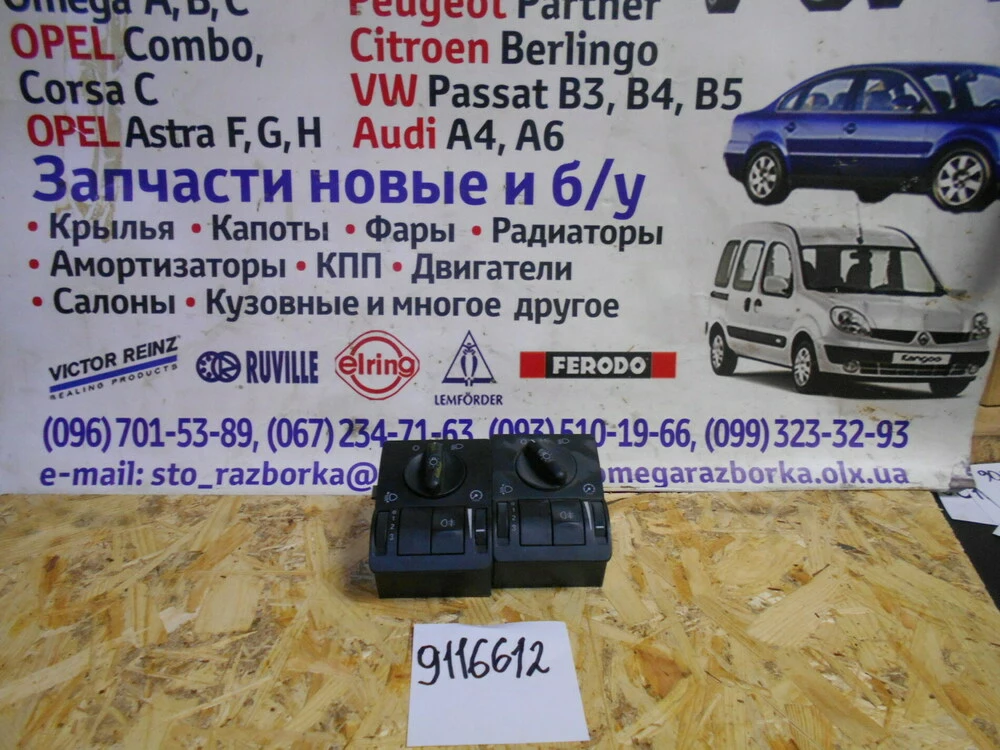 Omega A, B, C
Peugeot Partner
OPEL Combo,
Citroen Berlingo
Corsa C
VW Passat B3, B4, B5
OPEL Astra F, G, H
Audi A4, A6
Запчасти новые и б/у
• Крылья • Капоты • Фары • Радиаторы
• Амортизаторы • КПП • Двигатели
• Салоны • Кузовные и многое другое
VICTOR REINZ
SEALING PRODUCTS
RUVILLE
elring
LEMFÖRDER
FERODO
Kangoo
(096) 701-53-89, (067) 234-71-63, (093) 510-19-66, (099) 323-32-93
e-mail: sto_razborka@ omegarazborka.olx.ua
9116612